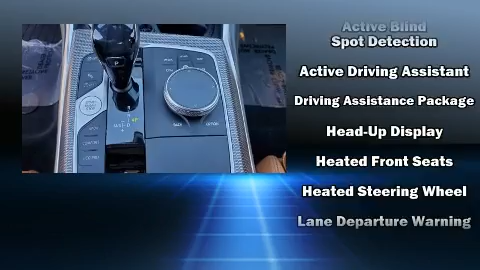 Active Blind
Spot Detection
Active Driving Assistant
Driving Assistance Package
Head-Up Display
Heated Front Seats
Heated Steering Wheel
Lane Departure Warning
P